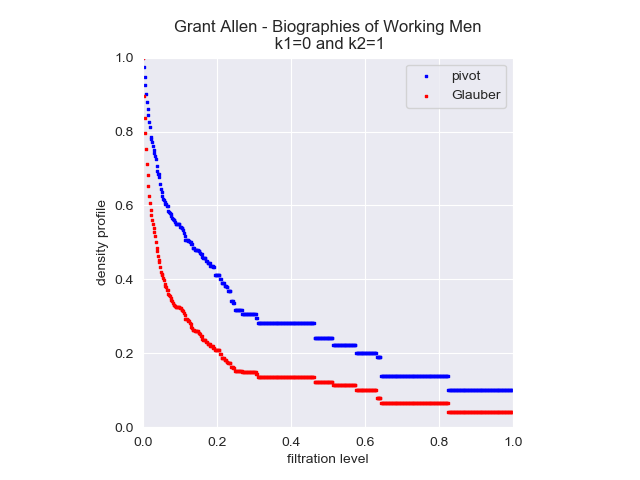 Grant Allen - Biographies of Working Men
k1=0 and k2=1
pivot
Glauber
density profile
1.0
0.8
0.6
0.4
0.2
0.0
0.0 0.2 0.4 0.6 0.8 1.0
filtration level